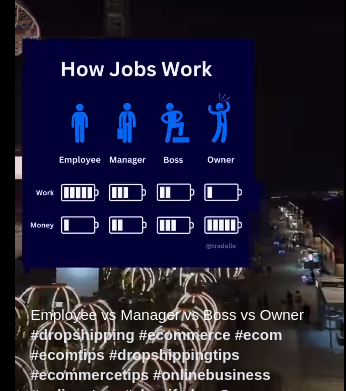 How Jobs Work
Employee Manager Boss Owner
Work
Money
@tradelle
Employee vs Manager vs Boss vs Owner
#dropshipping #ecommerce #ecom
#ecomtips #dropshippingtips
#ecommercetips #onlinebusiness